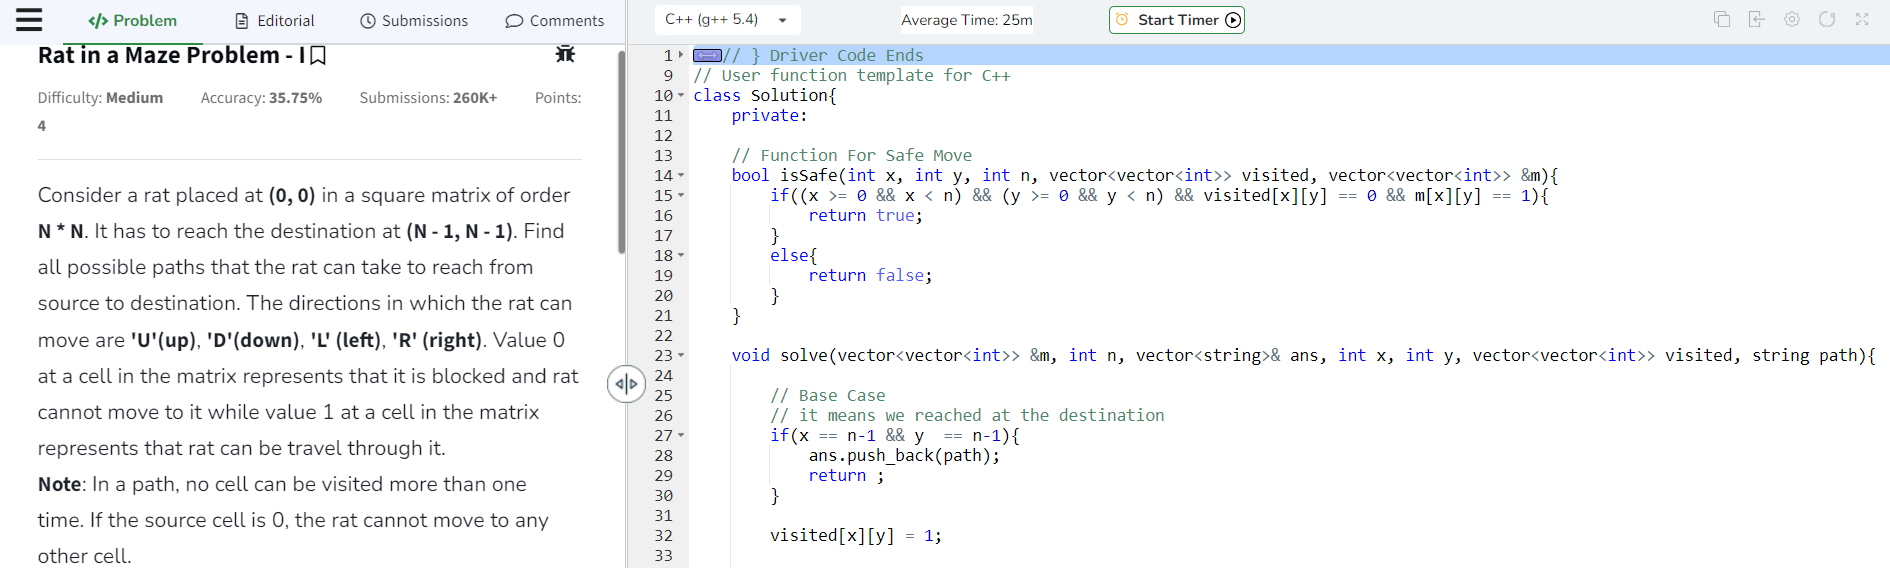 </> Problem
Editorial
Submissions
Comments
Rat in a Maze Problem - I
Difficulty: Medium Accuracy: 35.75% Submissions: 260K+ Points:
4
Consider a rat placed at (0, 0) in a square matrix of order
N * N. It has to reach the destination at (N - 1, N - 1). Find
all possible paths that the rat can take to reach from
source to destination. The directions in which the rat can
move are 'U'(up), 'D'(down), 'L' (left), 'R' (right). Value 0
at a cell in the matrix represents that it is blocked and rat
cannot move to it while value 1 at a cell in the matrix
represents that rat can be travel through it.
Note: In a path, no cell can be visited more than one
time. If the source cell is 0, the rat cannot move to any
other cell.
C++ (g++ 5.4)
Average Time: 25m
Start Timer
1 // } Driver Code Ends
9 // User function template for C++
10 class Solution{
11 private:
12
13 // Function For Safe Move
14 bool isSafe(int x, int y, int n, vector<vector<int>> visited, vector<vector<int>> &m){
15 if((x >= 0 && x < n) && (y >= 0 && y < n) && visited[x][y] == 0 && m[x][y] == 1){
16 return true;
17 }
18 else{
19 return false;
20 }
21 }
22
23 void solve(vector<vector<int>> &m, int n, vector<string>& ans, int x, int y, vector<vector<int>> visited, string path){
24
25 // Base Case
26 // it means we reached at the destination
27 if(x == n-1 && y  == n-1){
28 ans.push_back(path);
29 return ;
30 }
31
32 visited[x][y] = 1;
33